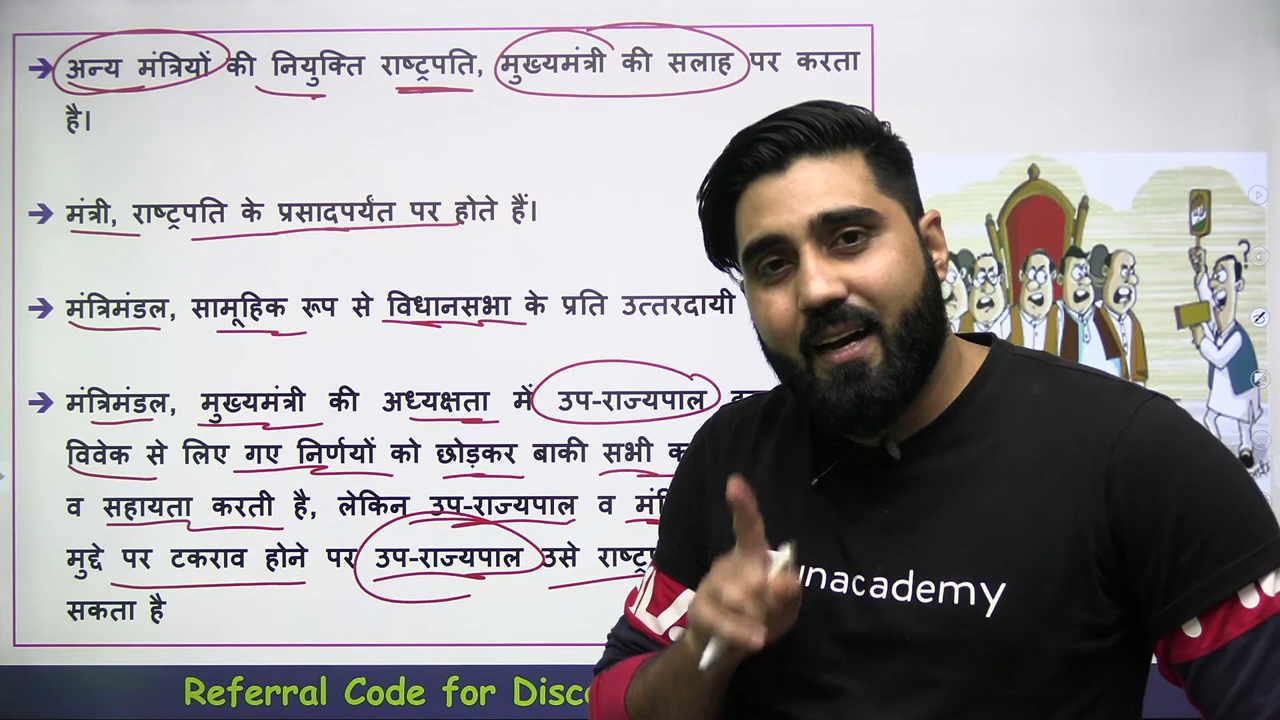 → अन्य मंत्रियों की नियुक्ति राष्ट्रपति, मुख्यमंत्री की सलाह पर करता
है।
→ मंत्री, राष्ट्रपति के प्रसादपर्यंत पर होते हैं।
→ मंत्रिमंडल, सामूहिक रूप से विधानसभा के प्रति उत्तरदायी
→ मंत्रिमंडल, मुख्यमंत्री की अध्यक्षता में उप-राज्यपाल
विवेक से लिए गए निर्णयों को छोड़कर बाकी सभी
व सहायता करती है, लेकिन उप-राज्यपाल व
मुद्दे पर टकराव होने पर उप-राज्यपाल उसे
सकता है
unacademy
Referral Code for